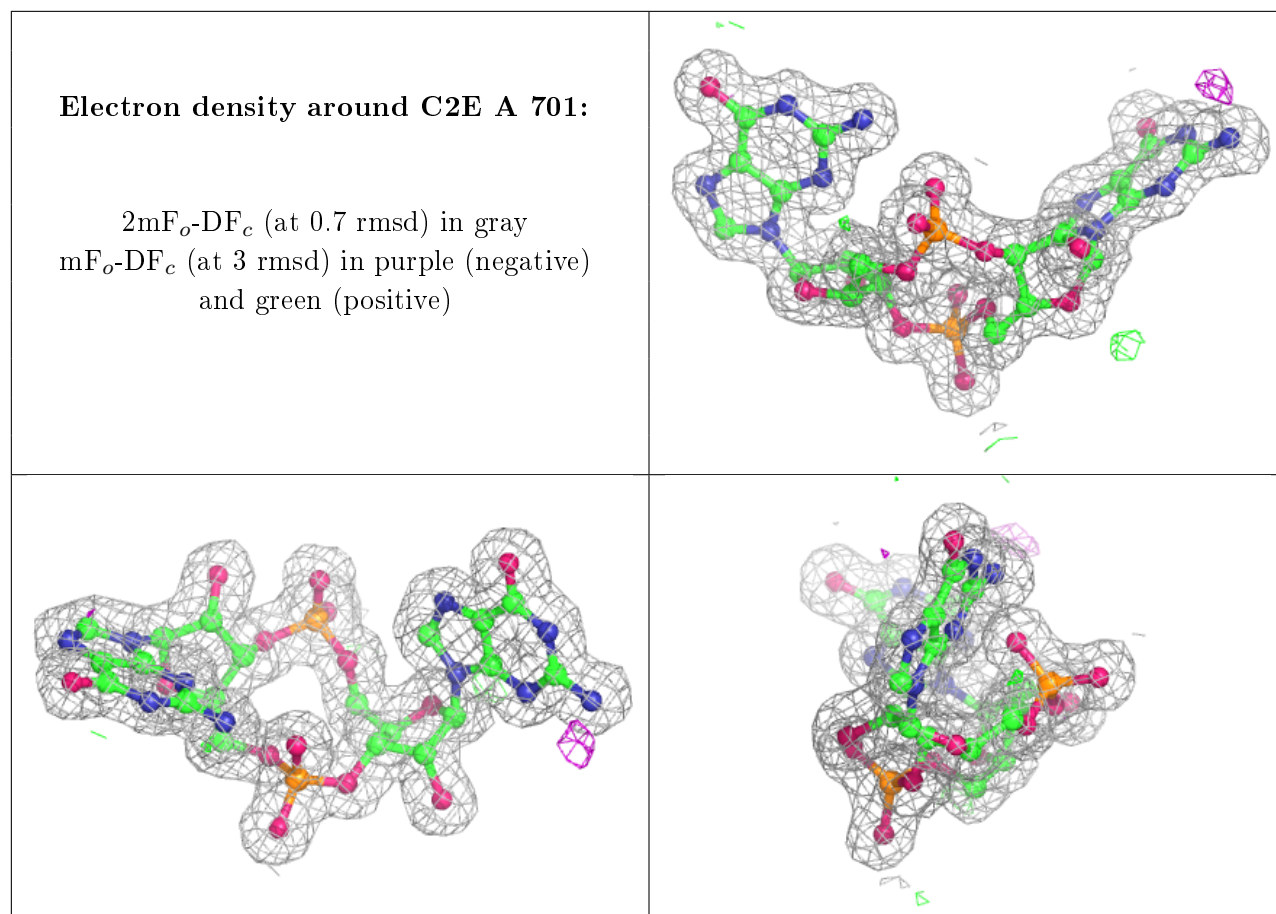 Electron density around C2E A 701:
2mFo-DFc (at 0.7 rmsd) in gray
mFo-DFc (at 3 rmsd) in purple (negative)
and green (positive)